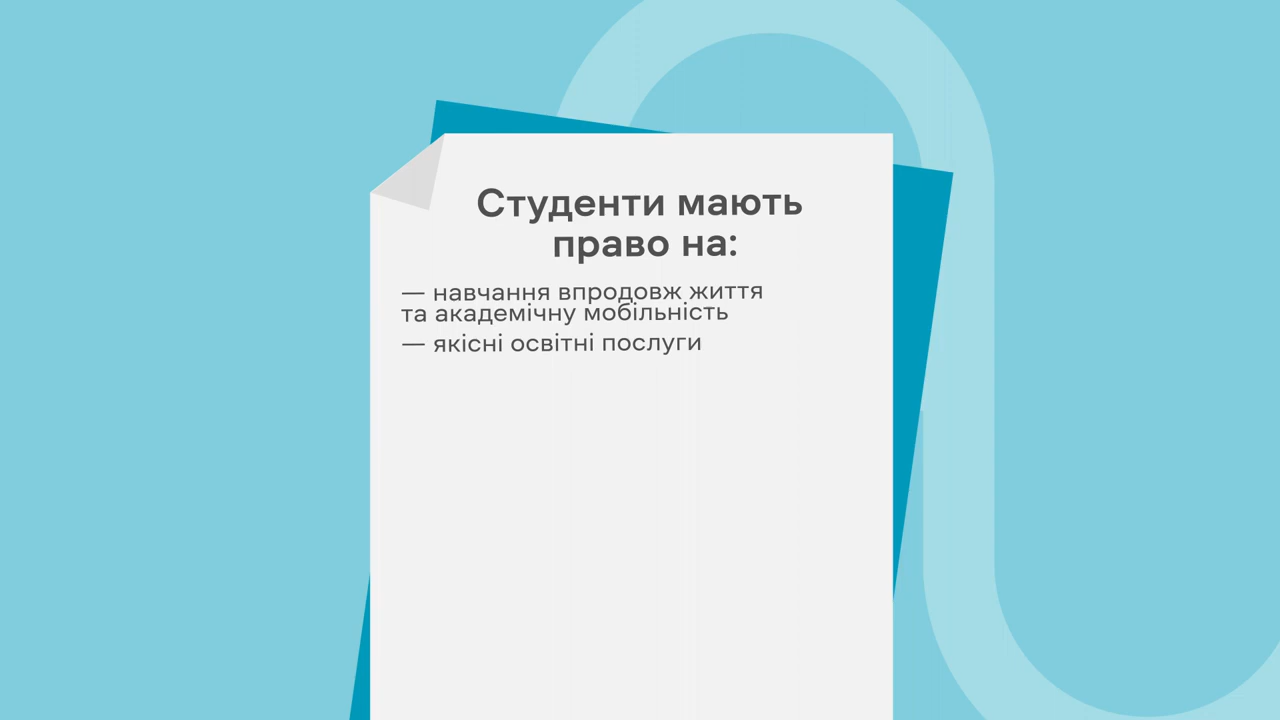 Студенти мають
право на:
— навчання впродовж життя
та академічну мобільність
— якісні освітні послуги